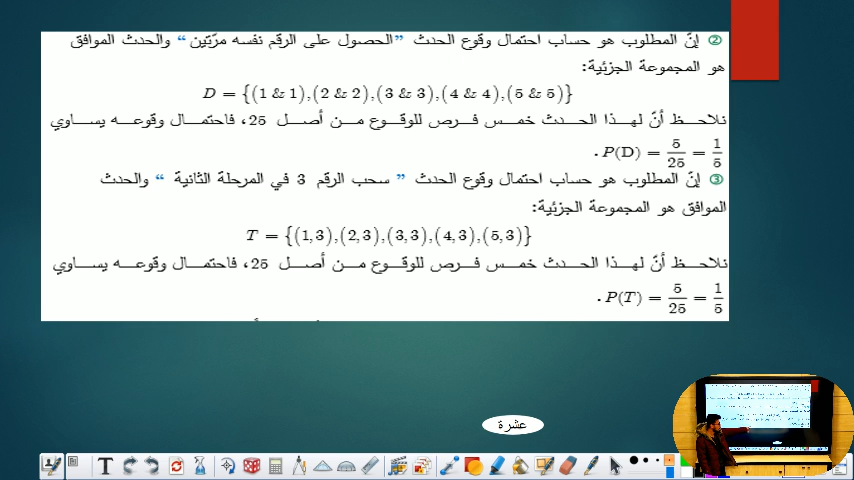 ② إنّ المطلوب هو حساب احتمال وقوع الحدث ”الحصول على الرقم نفسه مرّتين“ والحدث الموافق
هو المجموعة الجزئية:
D = {(1 & 1),(2 & 2),(3 & 3),(4 & 4),(5 & 5)}
نلاحظ أنّ لهذا الحدث خمس فرص للوقوع من أصل 25، فاحتمال وقوعه يساوي
P(D) = 5/25 = 1/5 .
③ إنّ المطلوب هو حساب احتمال وقوع الحدث ” سحب الرقم 3 في المرحلة الثانية “ والحدث
الموافق هو المجموعة الجزئية:
T = {(1,3),(2,3),(3,3),(4,3),(5,3)}
نلاحظ أنّ لهذا الحدث خمس فرص للوقوع من أصل 25، فاحتمال وقوعه يساوي
P(T) = 5/25 = 1/5 .
عشرة